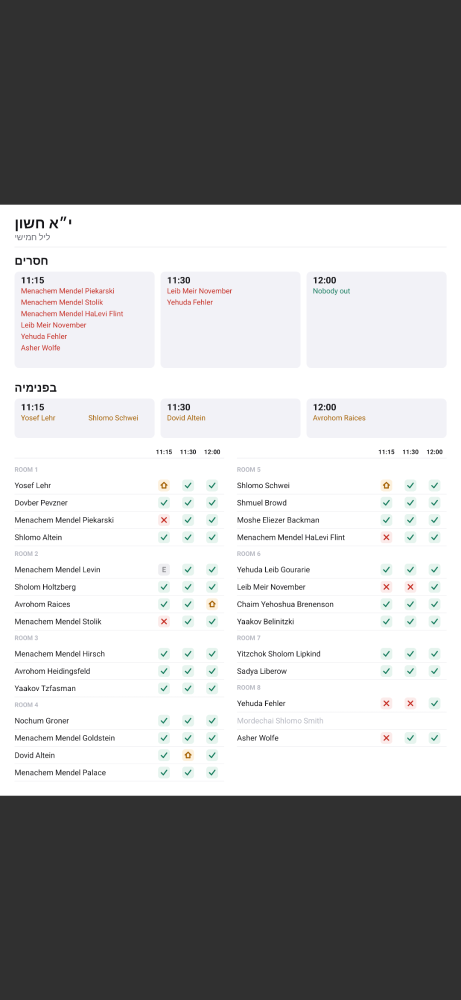 י״א חשון
ליל חמישי
חסרים
11:15
Menachem Mendel Piekarski
Menachem Mendel Stolik
Menachem Mendel HaLevi Flint
Leib Meir November
Yehuda Fehler
Asher Wolfe
11:30
Leib Meir November
Yehuda Fehler
12:00
Nobody out
בפנימיה
11:15
Yosef Lehr Shlomo Schwei
11:30
Dovid Altein
12:00
Avrohom Raices
11:15 11:30 12:00
ROOM 1
Yosef Lehr
Dovber Pevzner
Menachem Mendel Piekarski
Shlomo Altein
ROOM 2
Menachem Mendel Levin E
Sholom Holtzberg
Avrohom Raices
Menachem Mendel Stolik
ROOM 3
Menachem Mendel Hirsch
Avrohom Heidingsfeld
Yaakov Tzfasman
ROOM 4
Nochum Groner
Menachem Mendel Goldstein
Dovid Altein
Menachem Mendel Palace
11:15 11:30 12:00
ROOM 5
Shlomo Schwei
Shmuel Browd
Moshe Eliezer Backman
Menachem Mendel HaLevi Flint
ROOM 6
Yehuda Leib Gourarie
Leib Meir November
Chaim Yehoshua Brenenson
Yaakov Belinitzki
ROOM 7
Yitzchok Sholom Lipkind
Sadya Liberow
ROOM 8
Yehuda Fehler
Mordechai Shlomo Smith
Asher Wolfe